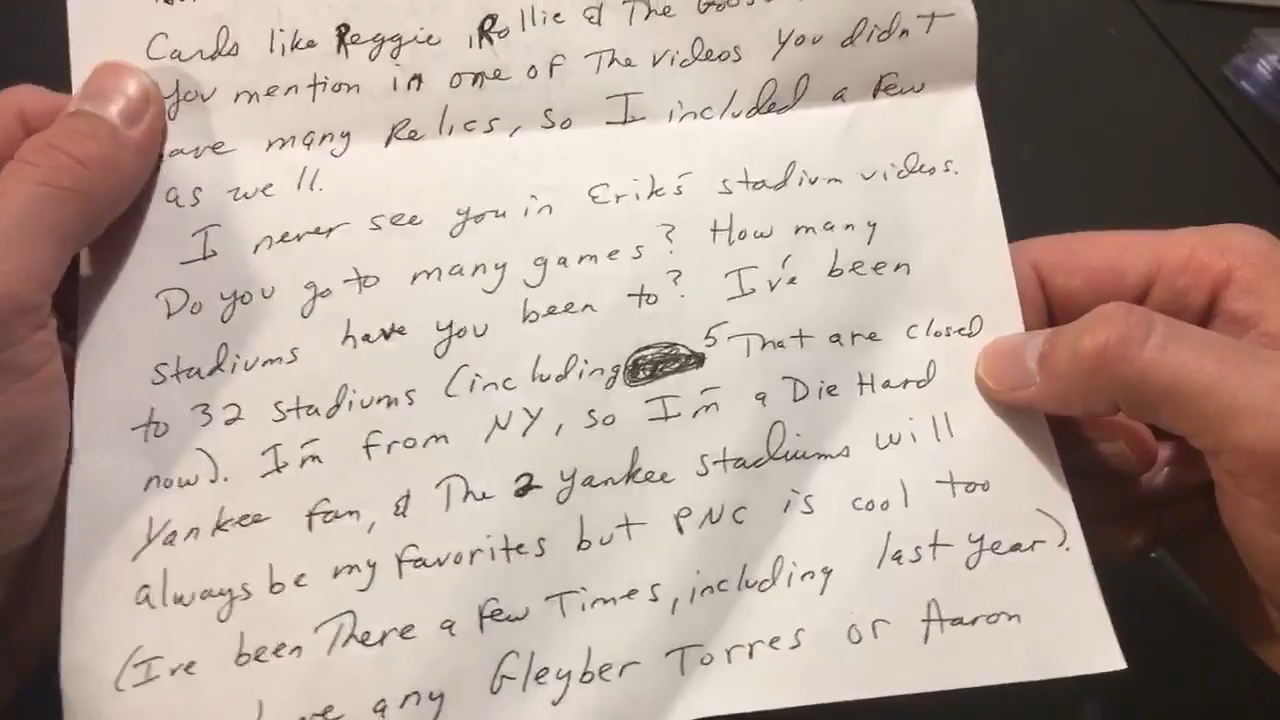 Cards like Reggie, Rollie & The
You mention in one of The videos you didn't
ave many Relics, so I included a few
as well.
I never see you in Erik's stadium videos.
Do you go to many games? How many
stadiums have you been to? I've been
to 32 stadiums (including 5 That are closed
now). I'm from NY, so I'm a Die Hard
Yankee fan, & The 2 Yankee stadiums will
always be my favorites but PNC is cool too
(I've been There a few Times, including last year).
any Gleyber Torres or Aaron